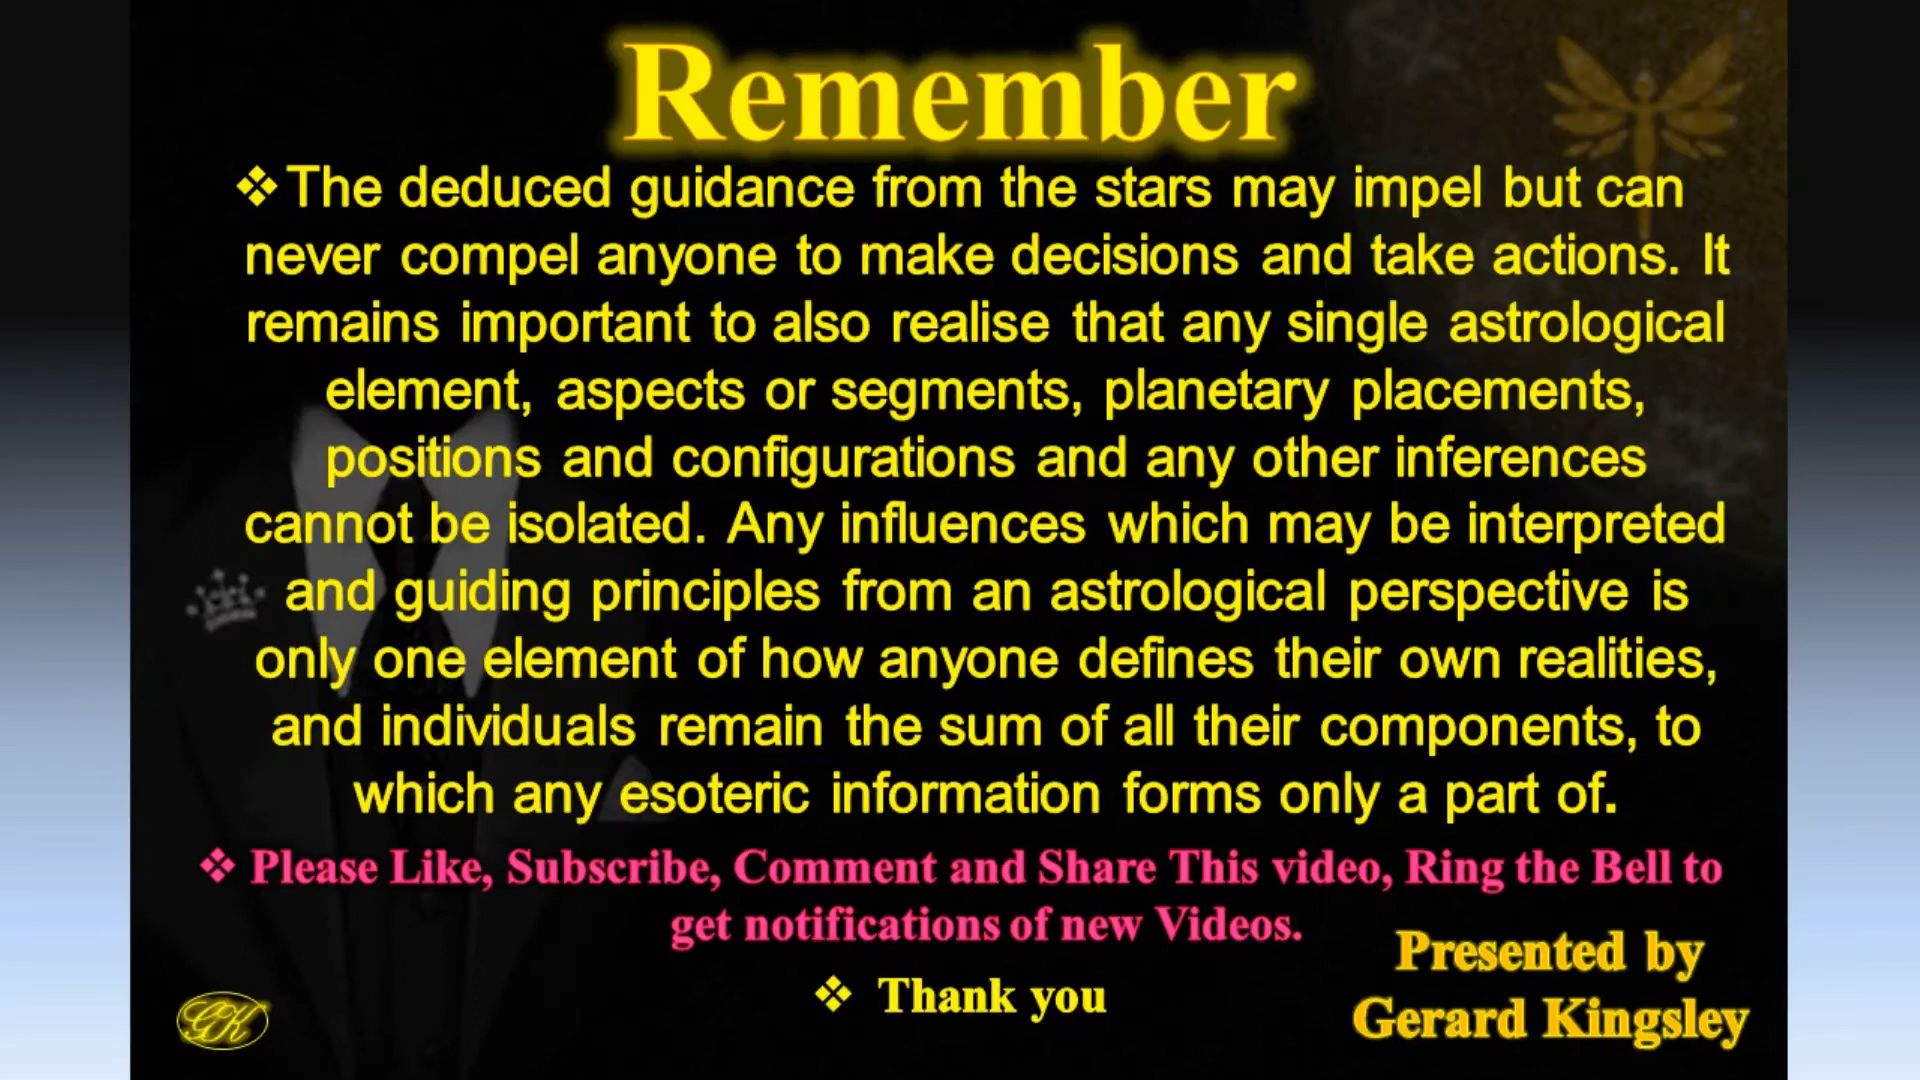 Remember
❖The deduced guidance from the stars may impel but can
never compel anyone to make decisions and take actions. It
remains important to also realise that any single astrological
element, aspects or segments, planetary placements,
positions and configurations and any other inferences
cannot be isolated. Any influences which may be interpreted
and guiding principles from an astrological perspective is
only one element of how anyone defines their own realities,
and individuals remain the sum of all their components, to
which any esoteric information forms only a part of.
❖ Please Like, Subscribe, Comment and Share This video, Ring the Bell to
get notifications of new Videos.
❖ Thank you
Presented by
Gerard Kingsley
GK